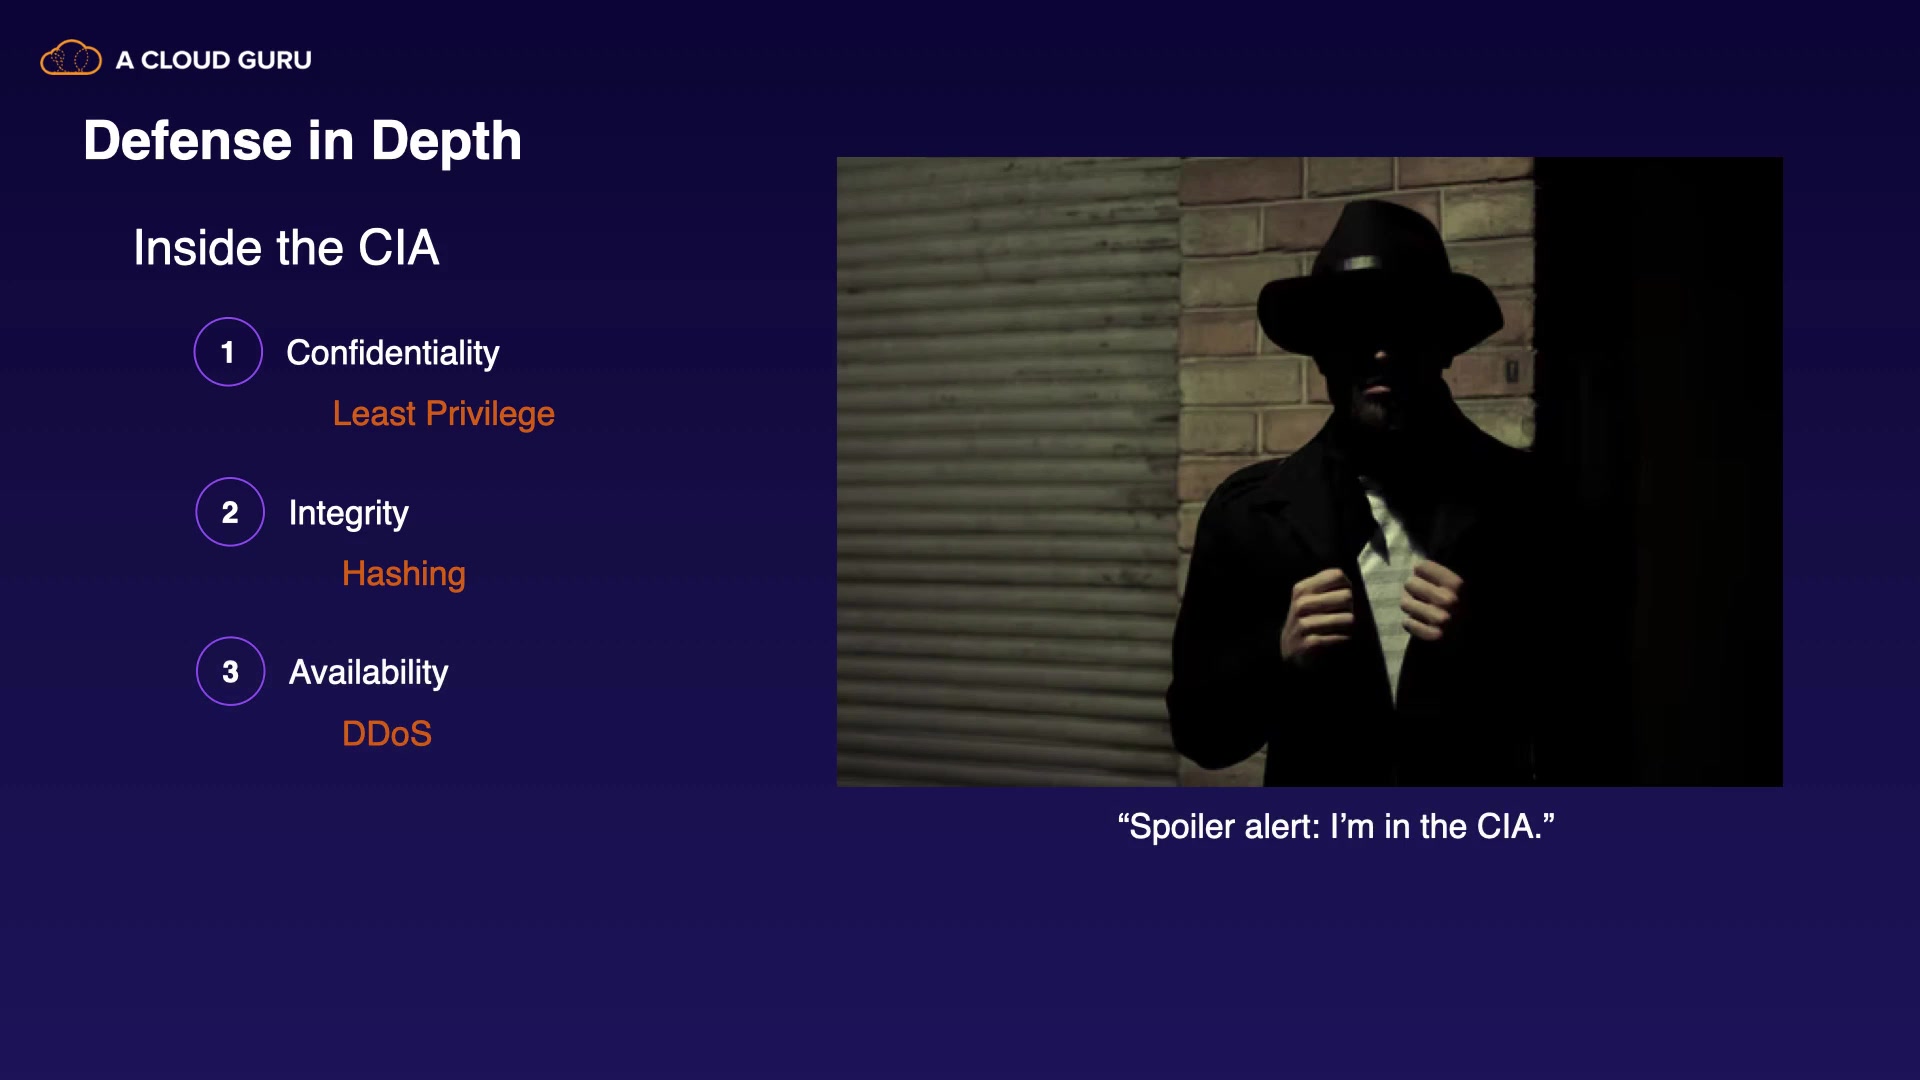 A CLOUD GURU
Defense in Depth
Inside the CIA
1 Confidentiality
Least Privilege
2 Integrity
Hashing
3 Availability
DDoS
“Spoiler alert: I’m in the CIA.”